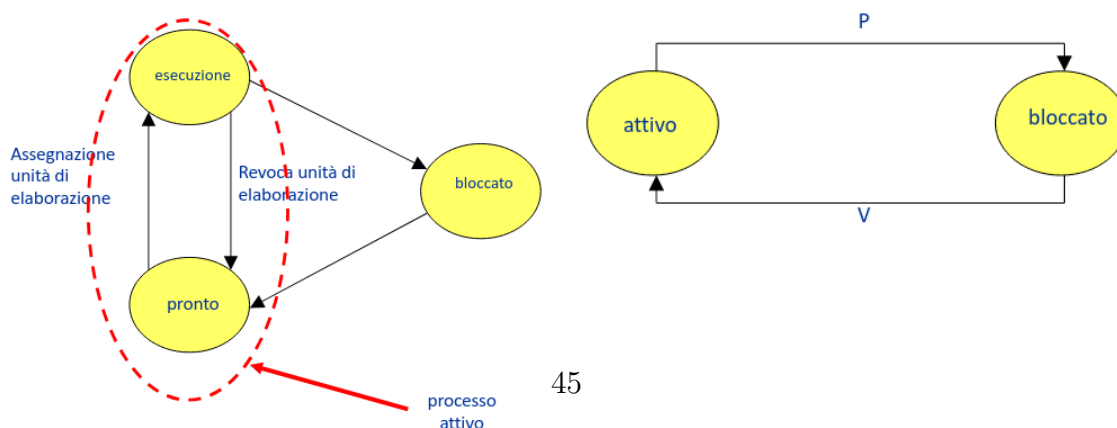 esecuzione
Assegnazione
unità di
elaborazione
Revoca unità di
elaborazione
bloccato
pronto
processo
attivo
P
attivo
bloccato
V
45